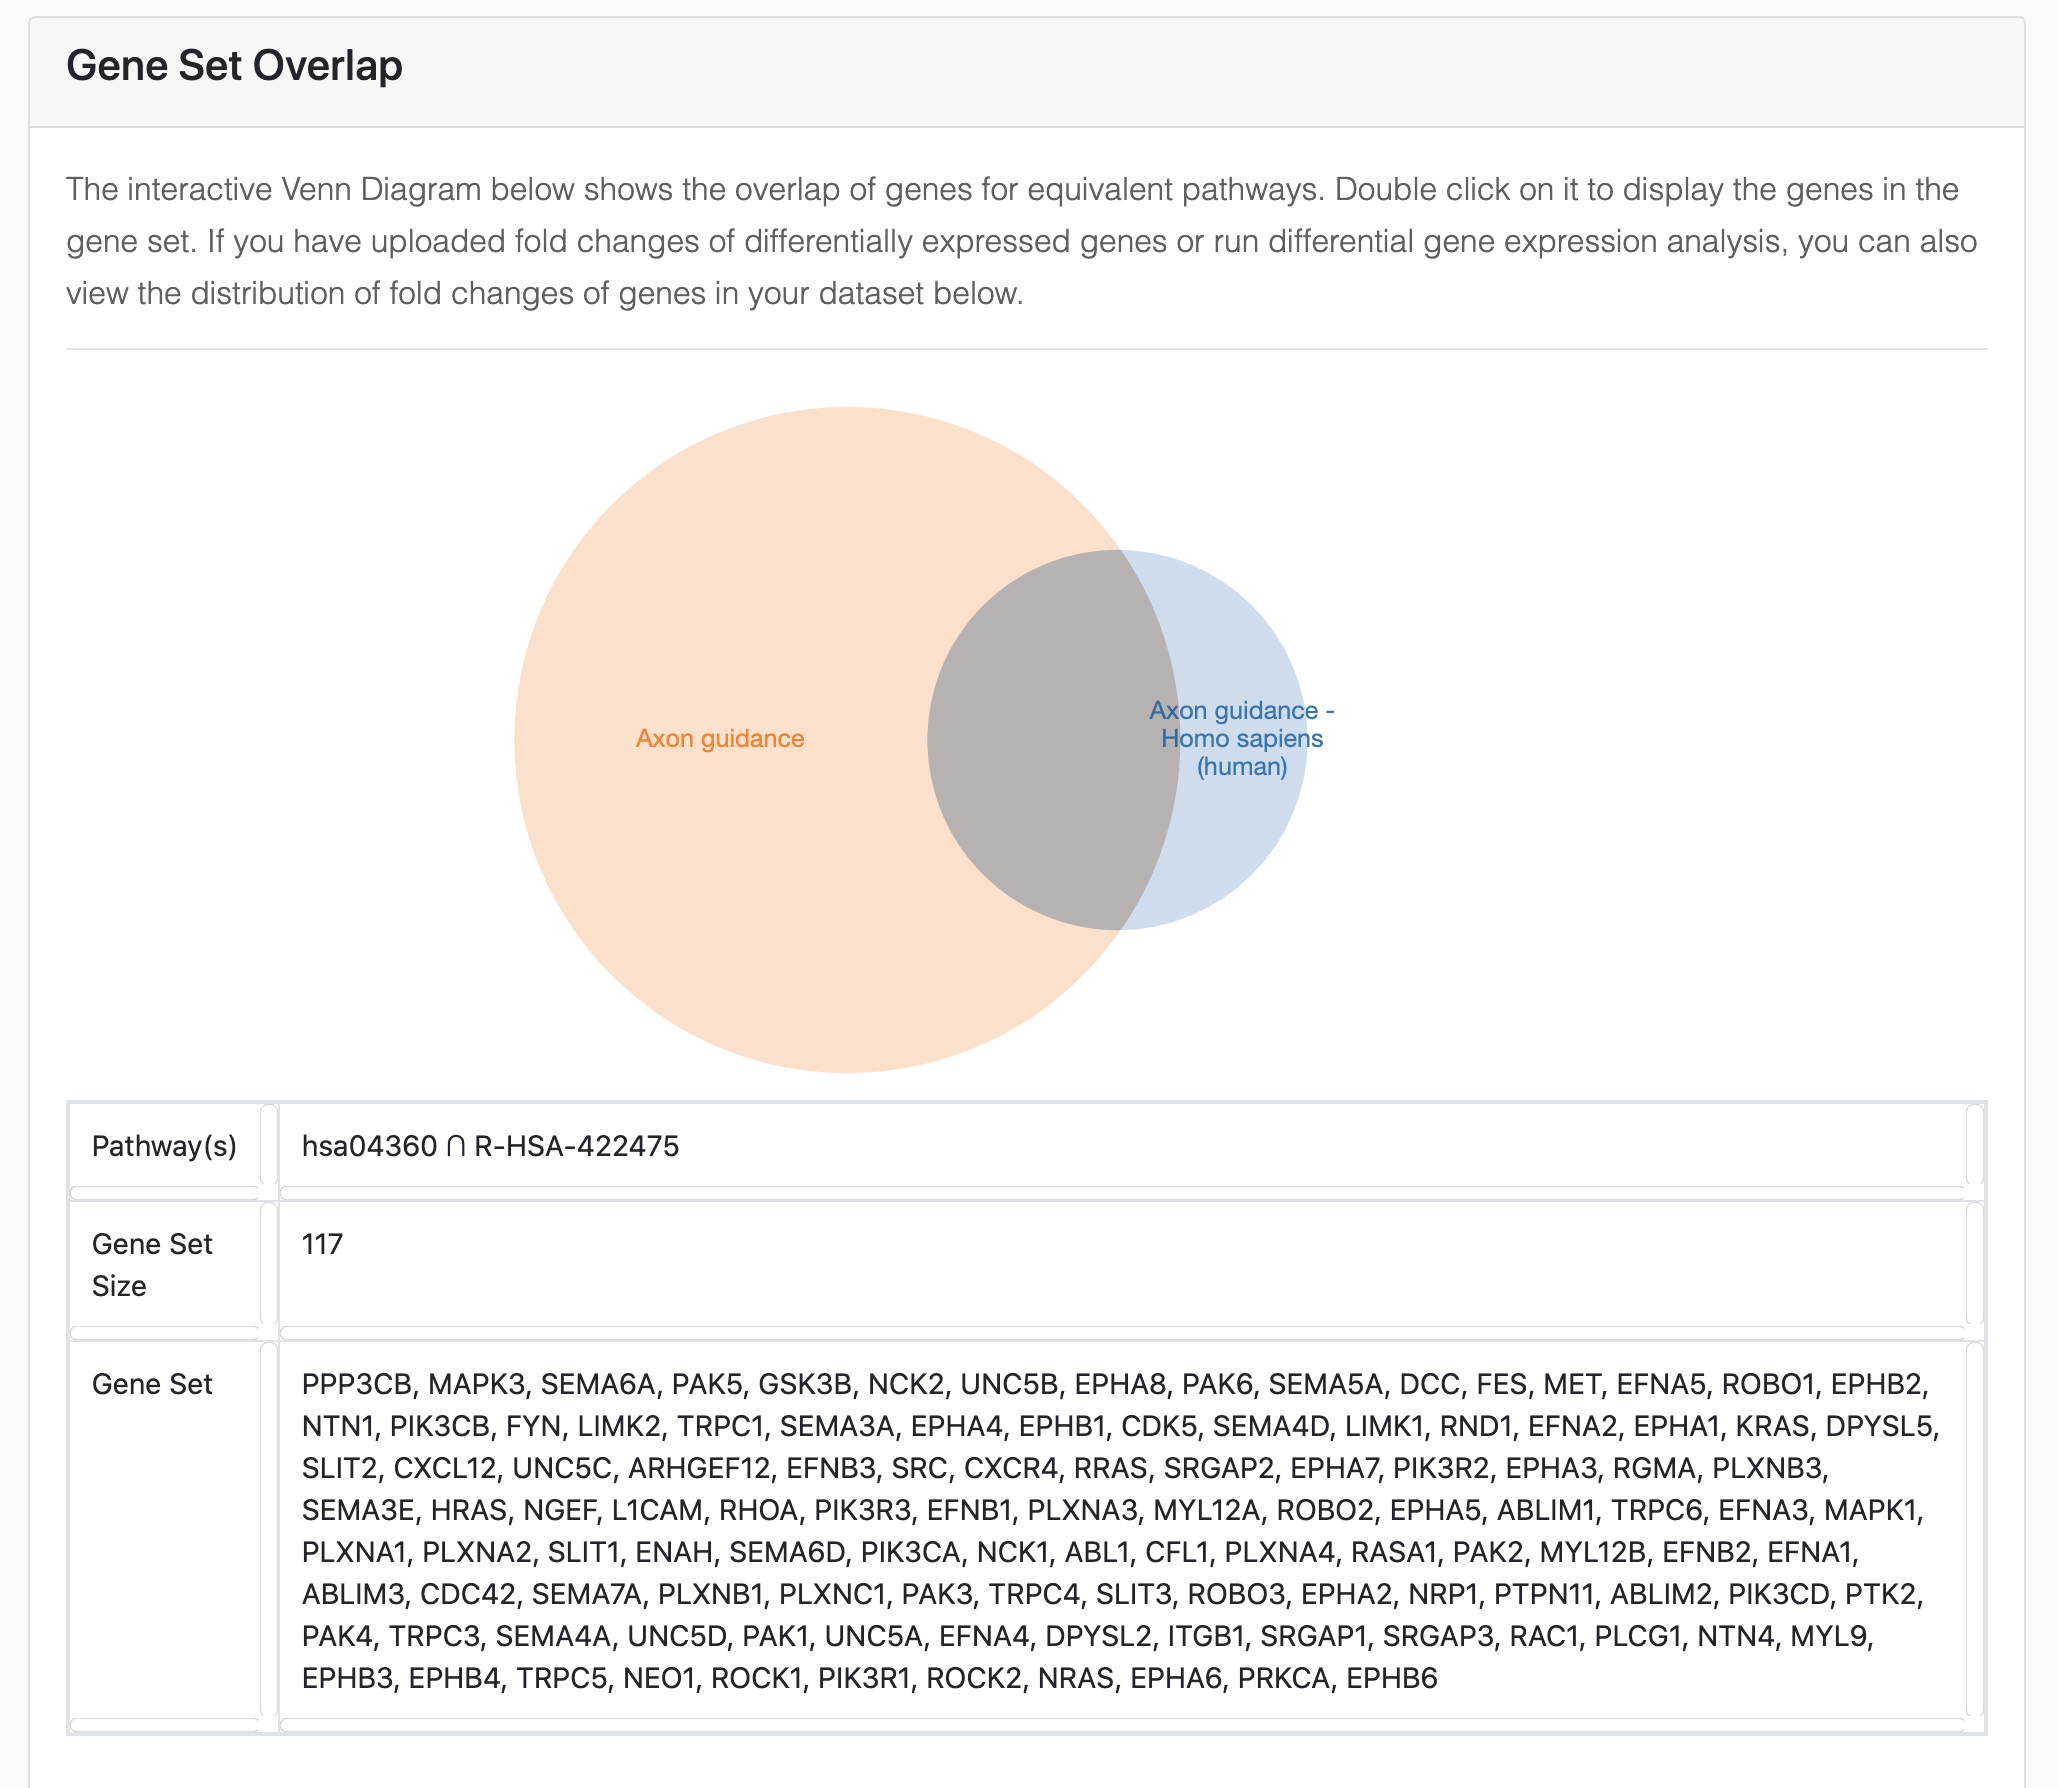 Gene Set Overlap
The interactive Venn Diagram below shows the overlap of genes for equivalent pathways. Double click on it to display the genes in the
gene set. If you have uploaded fold changes of differentially expressed genes or run differential gene expression analysis, you can also
view the distribution of fold changes of genes in your dataset below.
Axon guidance
Axon guidance -
Homo sapiens
(human)
Pathway(s)
hsa04360 ∩ R-HSA-422475
Gene Set
Size
117
Gene Set
PPP3CB, MAPK3, SEMA6A, PAK5, GSK3B, NCK2, UNC5B, EPHA8, PAK6, SEMA5A, DCC, FES, MET, EFNA5, ROBO1, EPHB2,
NTN1, PIK3CB, FYN, LIMK2, TRPC1, SEMA3A, EPHA4, EPHB1, CDK5, SEMA4D, LIMK1, RND1, EFNA2, EPHA1, KRAS, DPYSL5,
SLIT2, CXCL12, UNC5C, ARHGEF12, EFNB3, SRC, CXCR4, RRAS, SRGAP2, EPHA7, PIK3R2, EPHA3, RGMA, PLXNB3,
SEMA3E, HRAS, NGEF, L1CAM, RHOA, PIK3R3, EFNB1, PLXNA3, MYL12A, ROBO2, EPHA5, ABLIM1, TRPC6, EFNA3, MAPK1,
PLXNA1, PLXNA2, SLIT1, ENAH, SEMA6D, PIK3CA, NCK1, ABL1, CFL1, PLXNA4, RASA1, PAK2, MYL12B, EFNB2, EFNA1,
ABLIM3, CDC42, SEMA7A, PLXNB1, PLXNC1, PAK3, TRPC4, SLIT3, ROBO3, EPHA2, NRP1, PTPN11, ABLIM2, PIK3CD, PTK2,
PAK4, TRPC3, SEMA4A, UNC5D, PAK1, UNC5A, EFNA4, DPYSL2, ITGB1, SRGAP1, SRGAP3, RAC1, PLCG1, NTN4, MYL9,
EPHB3, EPHB4, TRPC5, NEO1, ROCK1, PIK3R1, ROCK2, NRAS, EPHA6, PRKCA, EPHB6